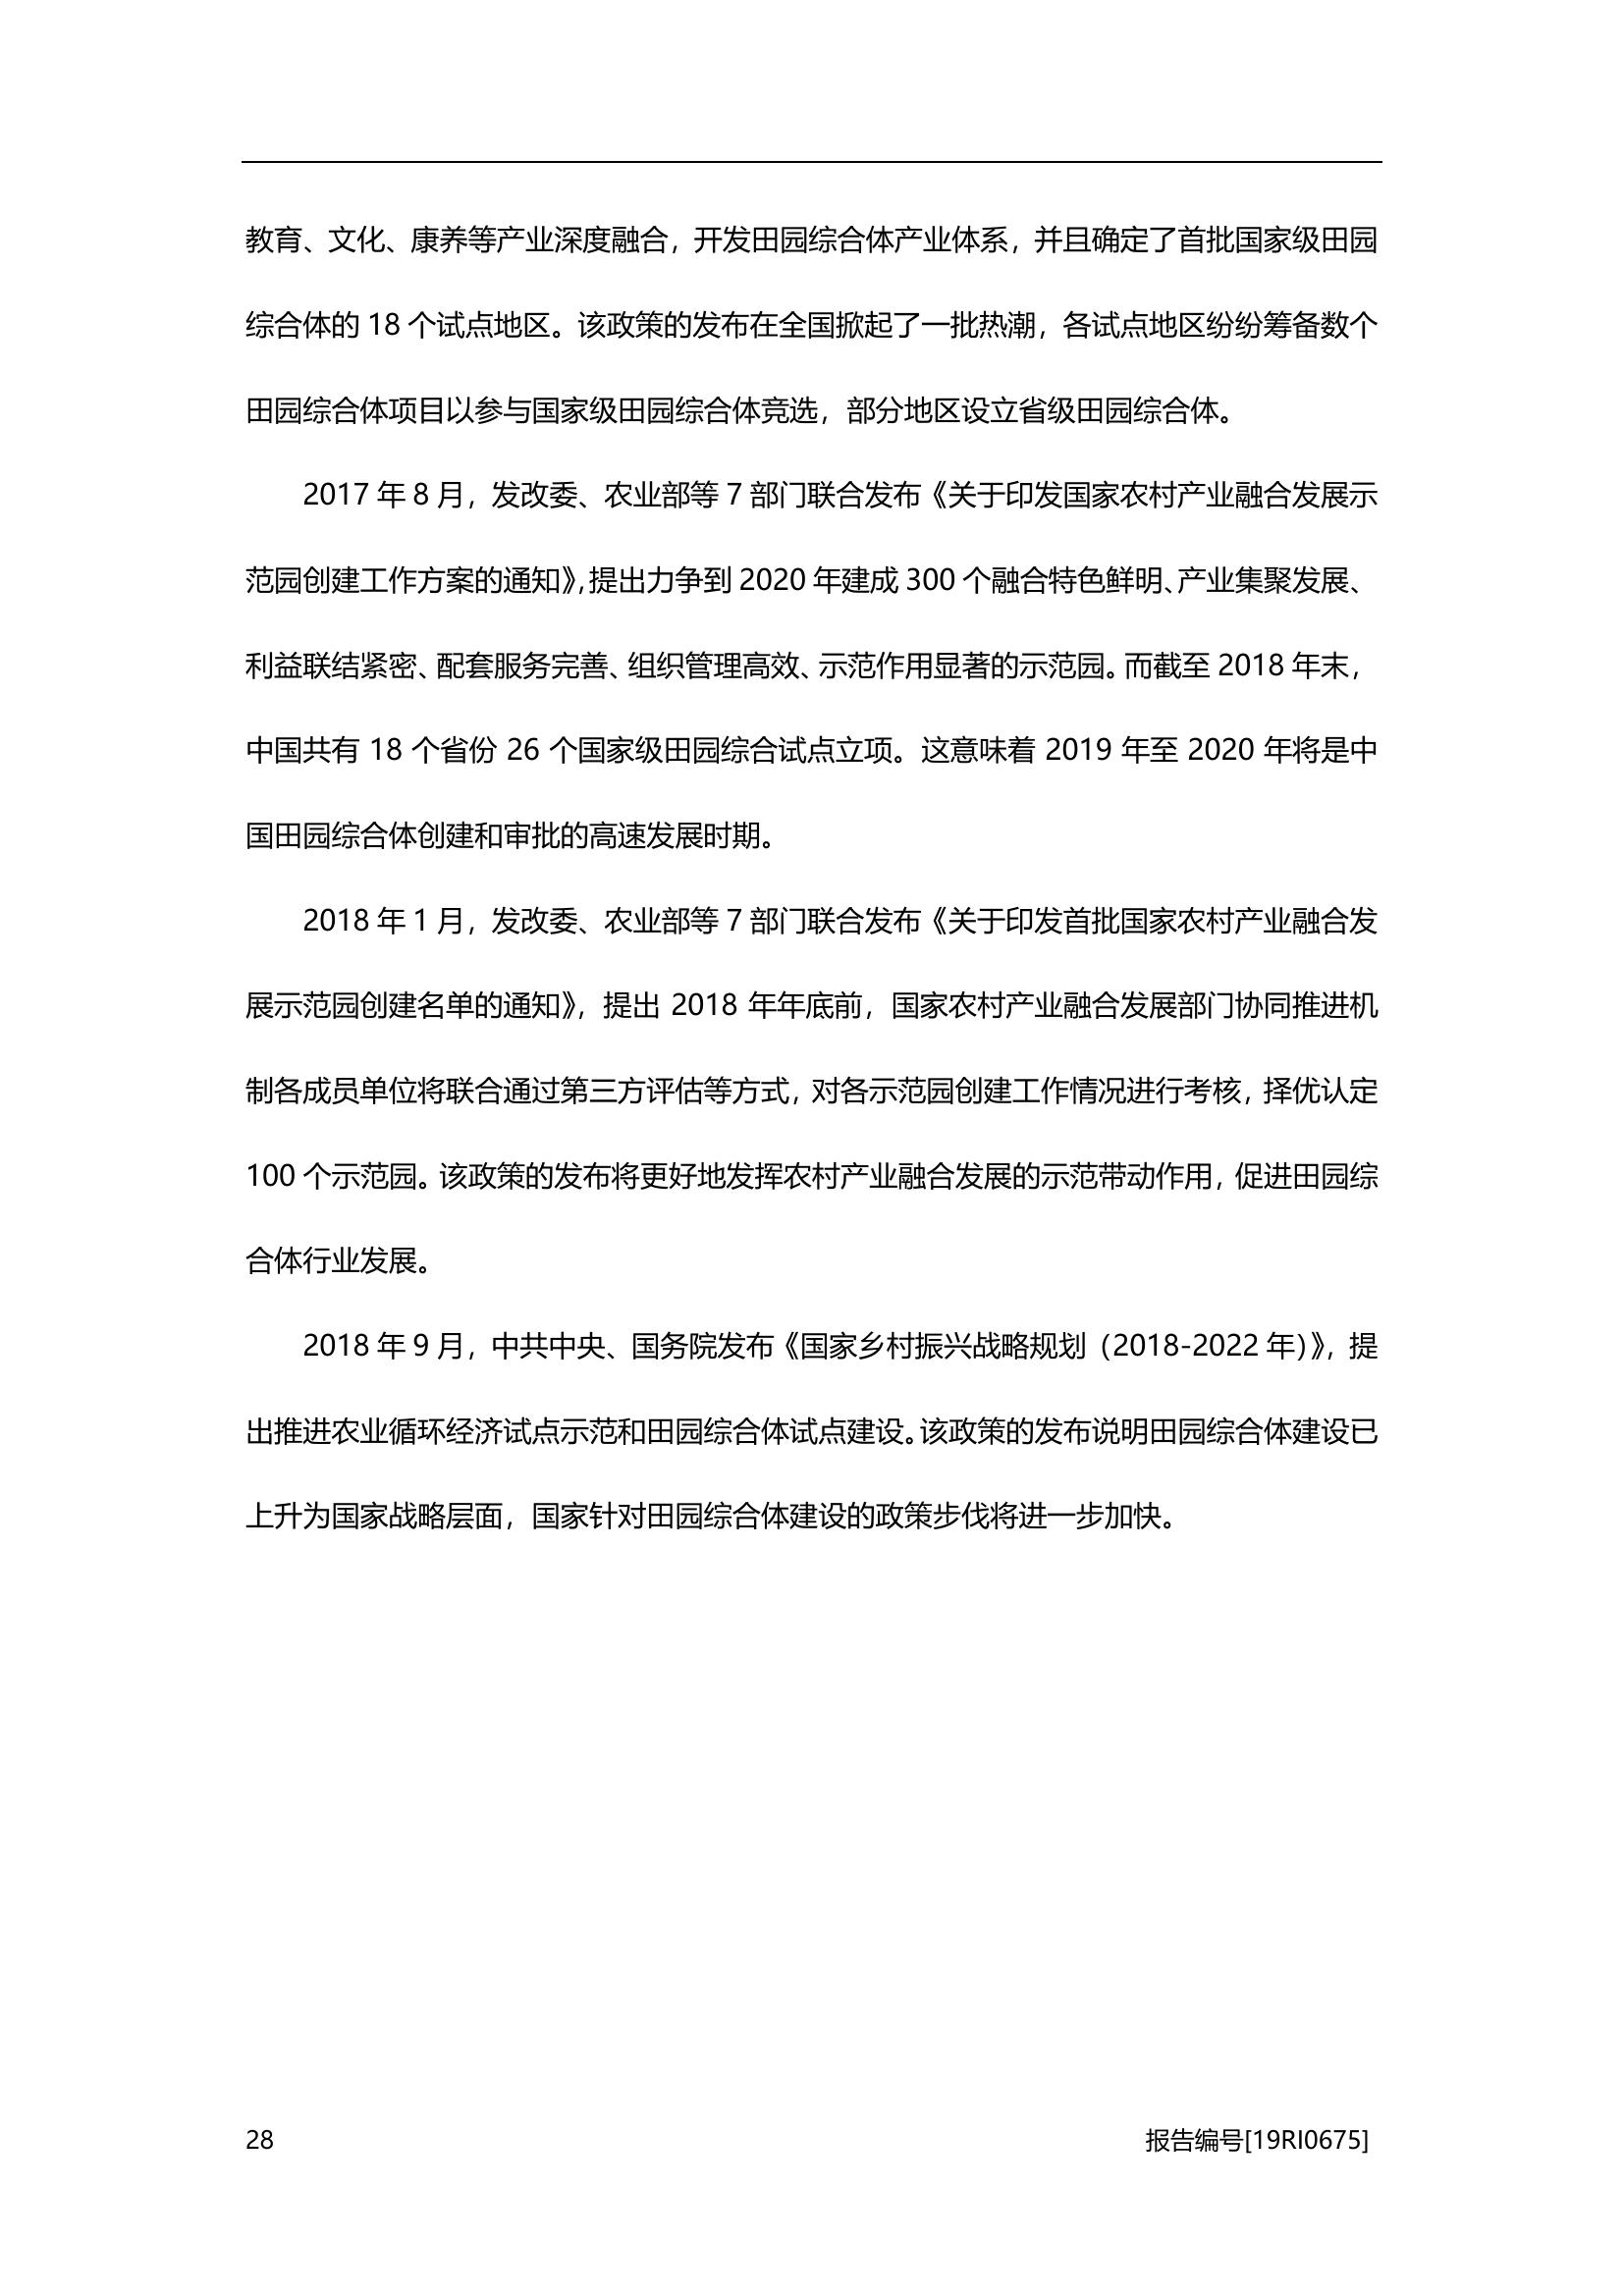 教育、文化、康养等产业深度融合，开发田园综合体产业体系，并且确定了首批国家级田园
综合体的 18 个试点地区。该政策的发布在全国掀起了一批热潮，各试点地区纷纷筹备数个
田园综合体项目以参与国家级田园综合体竞选，部分地区设立省级田园综合体。
2017 年 8 月，发改委、农业部等 7 部门联合发布《关于印发国家农村产业融合发展示
范园创建工作方案的通知》，提出力争到 2020 年建成 300 个融合特色鲜明、产业集聚发展、
利益联结紧密、配套服务完善、组织管理高效、示范作用显著的示范园。而截至 2018 年末，
中国共有 18 个省份 26 个国家级田园综合试点立项。这意味着 2019 年至 2020 年将是中
国田园综合体创建和审批的高速发展时期。
2018 年 1 月，发改委、农业部等 7 部门联合发布《关于印发首批国家农村产业融合发
展示范园创建名单的通知》，提出 2018 年年底前，国家农村产业融合发展部门协同推进机
制各成员单位将联合通过第三方评估等方式，对各示范园创建工作情况进行考核，择优认定
100 个示范园。该政策的发布将更好地发挥农村产业融合发展的示范带动作用，促进田园综
合体行业发展。
2018 年 9 月，中共中央、国务院发布《国家乡村振兴战略规划（2018-2022 年）》，提
出推进农业循环经济试点示范和田园综合体试点建设。该政策的发布说明田园综合体建设已
上升为国家战略层面，国家针对田园综合体建设的政策步伐将进一步加快。
28 报告编号[19RI0675]